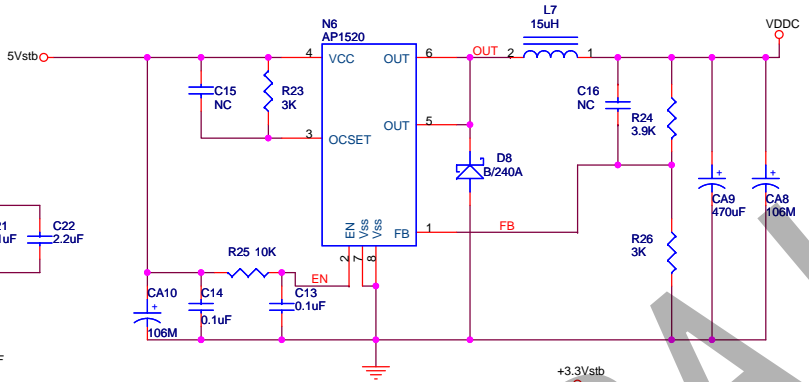 5Vstb
N6
AP1520
4
VCC
OUT
6
OUT
L7
15uH
2
1
VDDC
C15
NC
R23
3K
3
OCSET
OUT
5
D8
B/240A
C16
NC
R24
3.9K
CA9
470uF
CA8
106M
EN
Vss
Vss
FB
1
FB
2
7
8
R26
3K
C22
2.2uF
R25 10K
EN
CA10
106M
C14
0.1uF
C13
0.1uF
+3.3Vstb